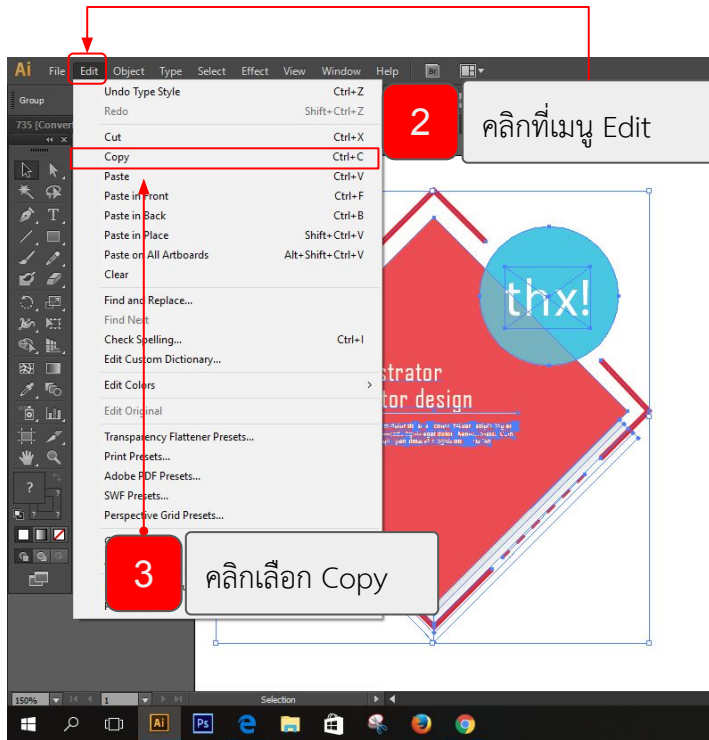 Ai File Edit Object Type Select Effect View Window Help Br
Group
735 [Convert
Undo Type Style Ctrl+Z
Redo Shift+Ctrl+Z
Cut Ctrl+X
Copy Ctrl+C
Paste Ctrl+V
Paste in Front Ctrl+F
Paste in Back Ctrl+B
Paste in Place Shift+Ctrl+V
Paste on All Artboards Alt+Shift+Ctrl+V
Clear
Find and Replace...
Find Next
Check Spelling... Ctrl+I
Edit Custom Dictionary...
Edit Colors >
Edit Original
Transparency Flattener Presets...
Print Presets...
Adobe PDF Presets...
SWF Presets...
Perspective Grid Presets...
2 คลิกที่เมนู Edit
thx!
strator
tor design
3 คลิกเลือก Copy
150% 1 Selection
Ai Ps